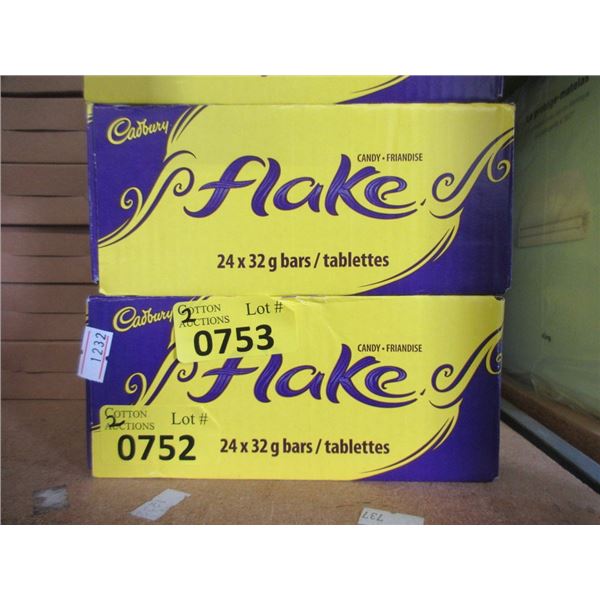 Cadbury
flake
CANDY • FRIANDISE
24 x 32 g bars / tablettes
Cadbury
2
COTTON
AUCTIONS
Lot #
0753
1232
flake
CANDY • FRIANDISE
2
COTTON
AUCTIONS
Lot #
0752
24 x 32 g bars / tablettes
737